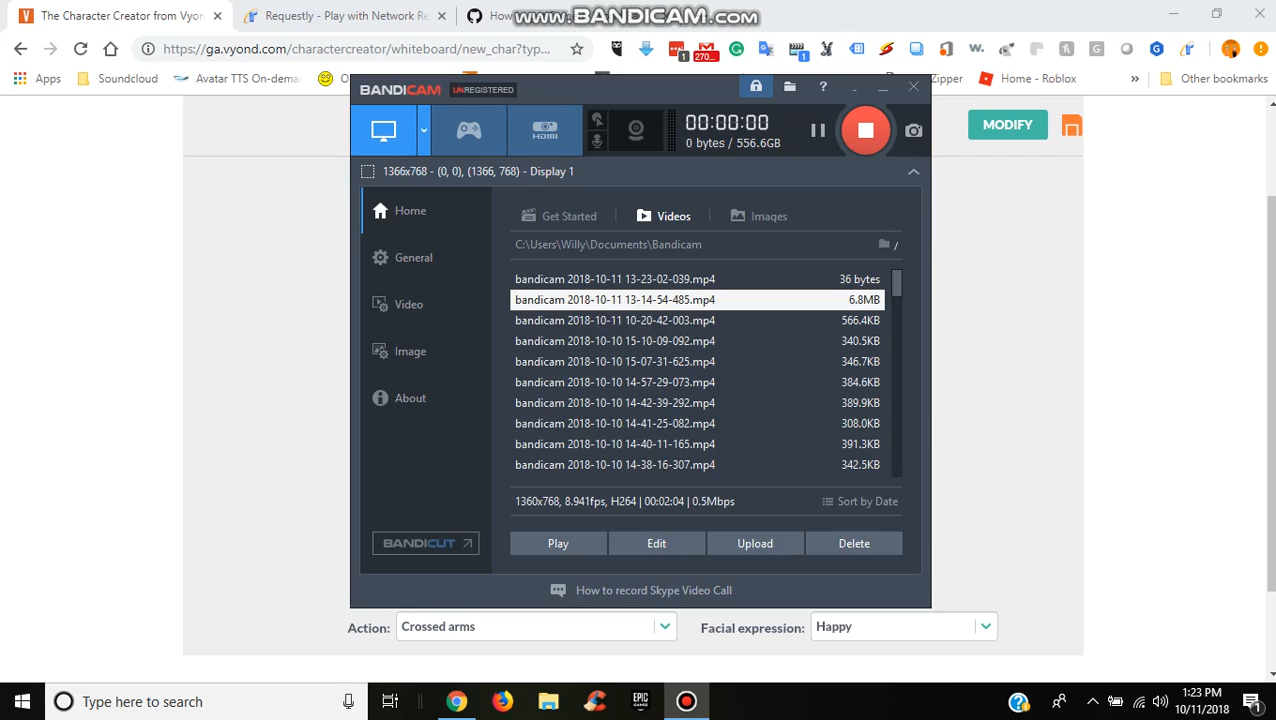 The Character Creator from Vyon
Requestly - Play with Network Re
How
www.BANDICAM.com
https://ga.vyond.com/charactercreator/whiteboard/new_char?typ...
1
270...
1
Apps
Soundcloud
Avatar TTS On-dema
Zipper
Home - Roblox
»
Other bookmarks
BANDICAM UNREGISTERED
?
HDMI
00:00:00
0 bytes / 556.6GB
MODIFY
1366x768 - (0, 0), (1366, 768) - Display 1
Home
General
Video
Image
About
BANDICUT
Get Started
Videos
Images
C:\Users\Willy\Documents\Bandicam
/
bandicam 2018-10-11 13-23-02-039.mp4 36 bytes
bandicam 2018-10-11 13-14-54-485.mp4 6.8MB
bandicam 2018-10-11 10-20-42-003.mp4 566.4KB
bandicam 2018-10-10 15-10-09-092.mp4 340.5KB
bandicam 2018-10-10 15-07-31-625.mp4 346.7KB
bandicam 2018-10-10 14-57-29-073.mp4 384.6KB
bandicam 2018-10-10 14-42-39-292.mp4 389.9KB
bandicam 2018-10-10 14-41-25-082.mp4 308.0KB
bandicam 2018-10-10 14-40-11-165.mp4 391.3KB
bandicam 2018-10-10 14-38-16-307.mp4 342.5KB
1360x768, 8.941fps, H264 | 00:02:04 | 0.5Mbps
Sort by Date
Play
Edit
Upload
Delete
How to record Skype Video Call
Action:
Crossed arms
Facial expression:
Happy
Type here to search
EPIC GAMES
1:23 PM
10/11/2018
1